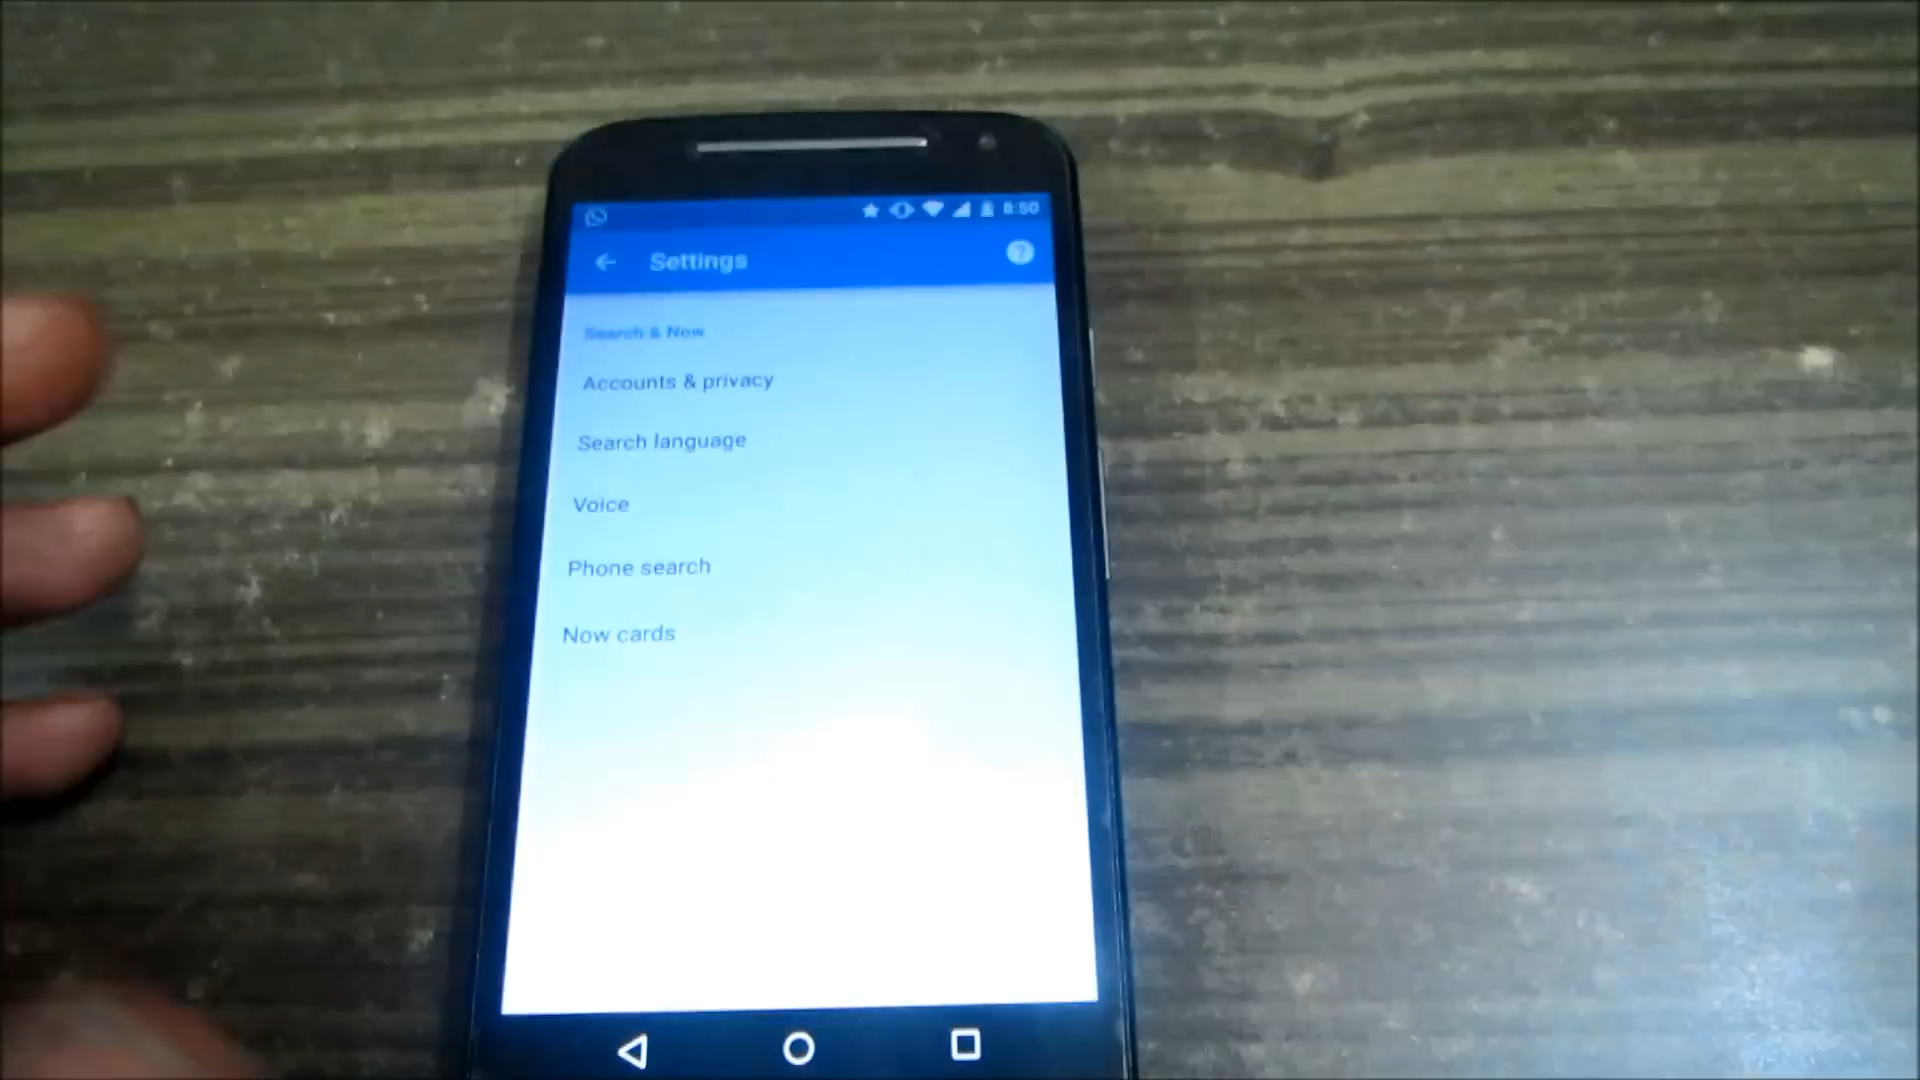 8:50
Settings
Search & Now
Accounts & privacy
Search language
Voice
Phone search
Now cards